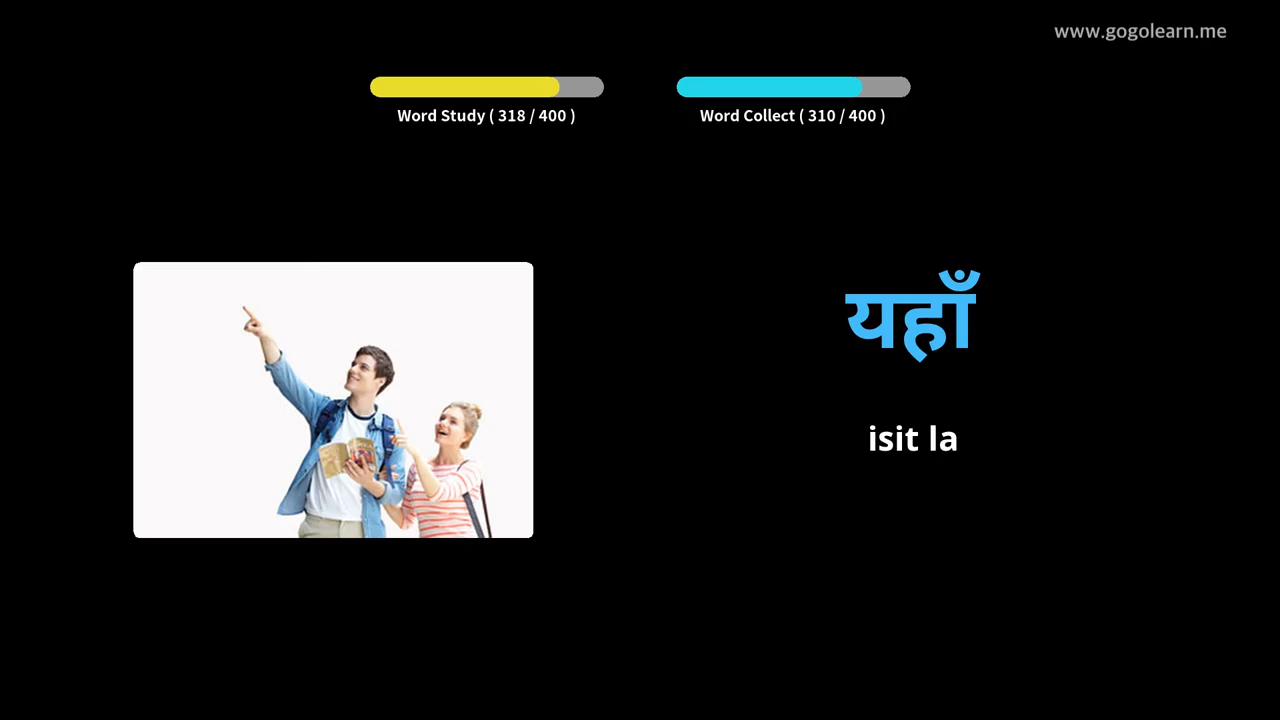 www.gogolearn.me
Word Study ( 318 / 400 )
Word Collect ( 310 / 400 )
यहाँ
isit la